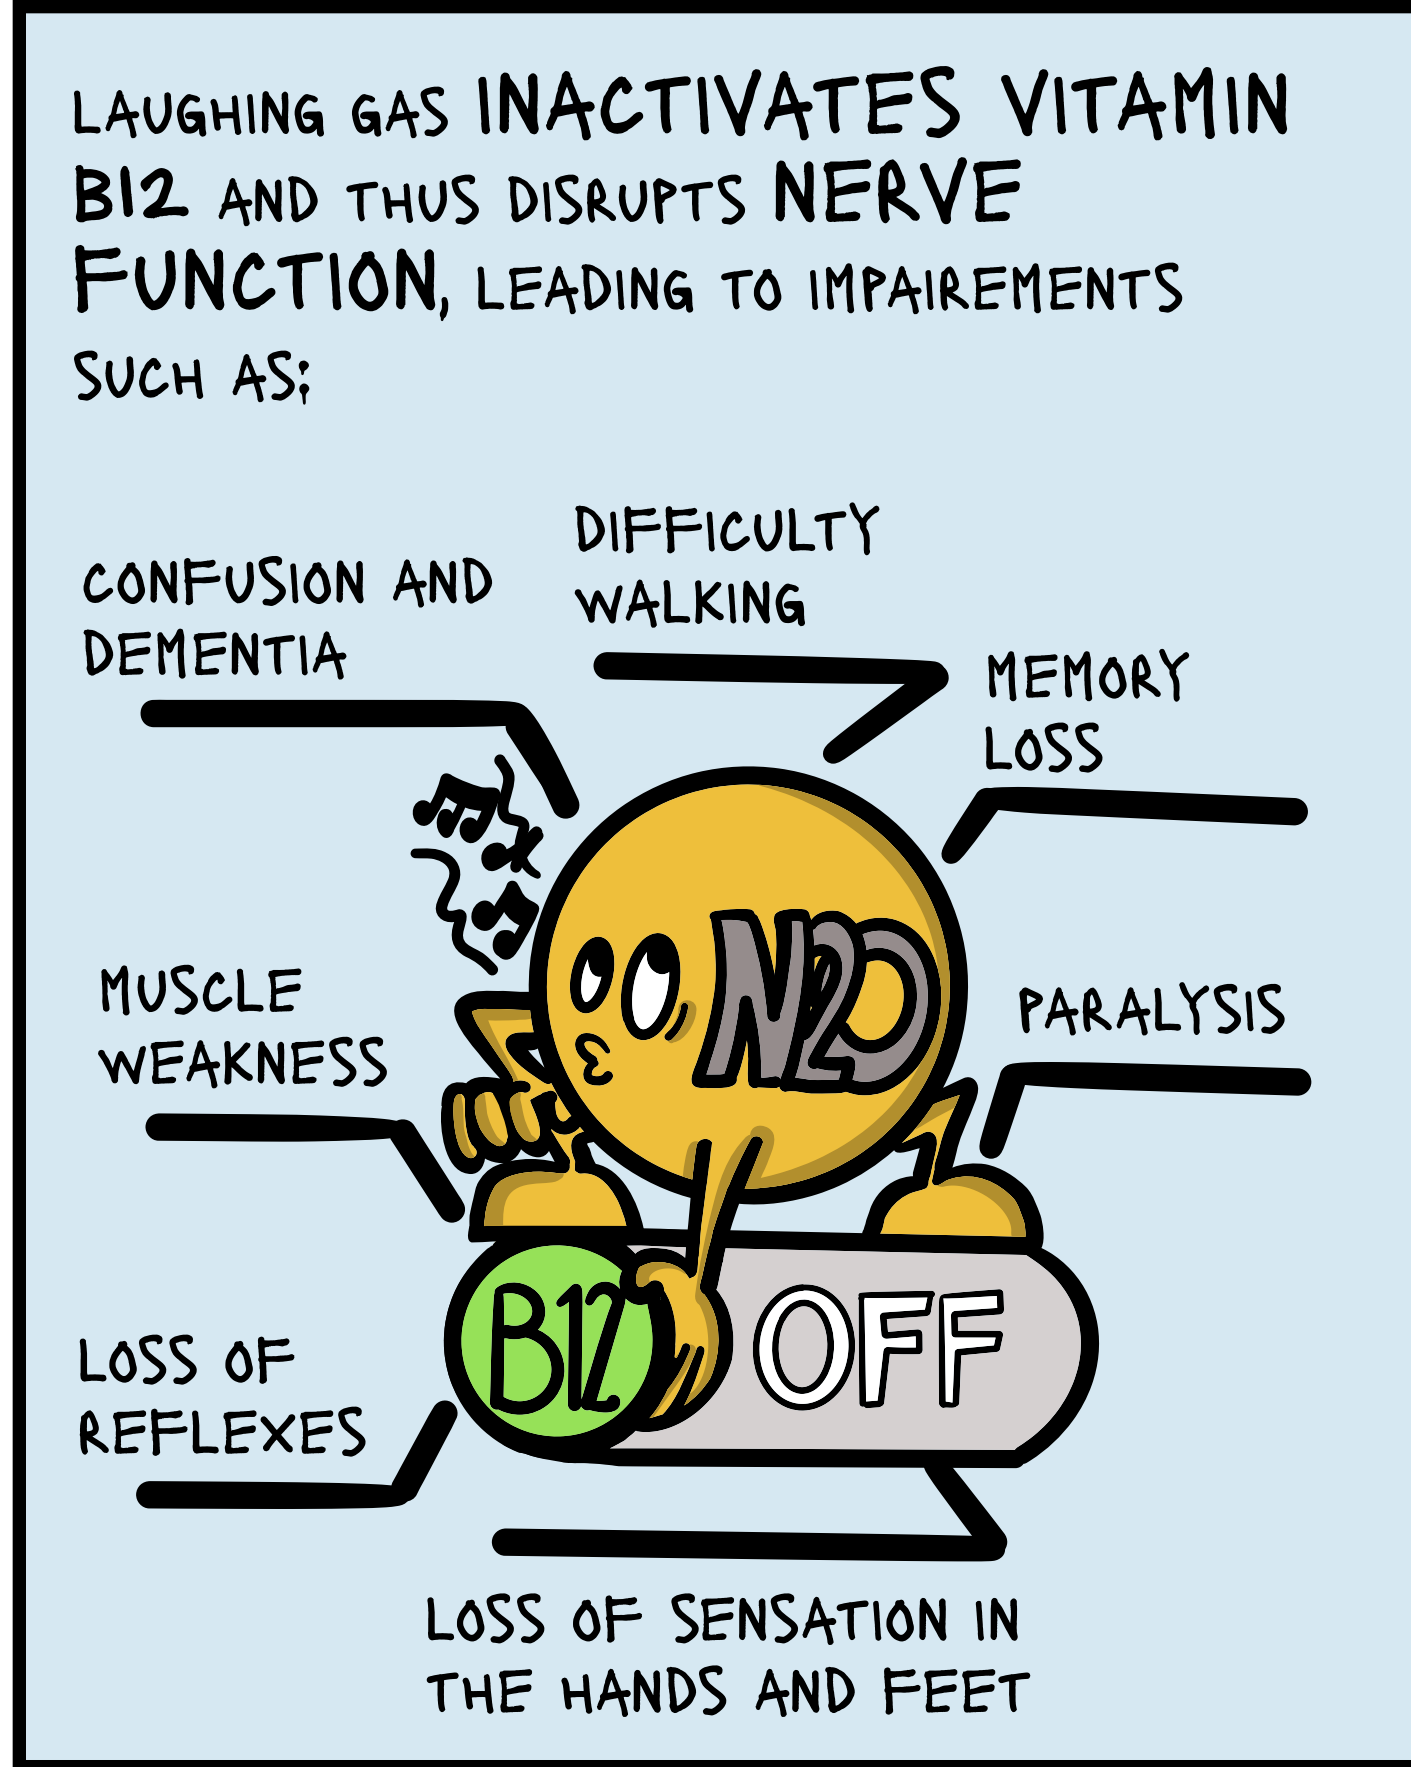 LAUGHING GAS INACTIVATES VITAMIN
B12 AND THUS DISRUPTS NERVE
FUNCTION, LEADING TO IMPAIREMENTS
SUCH AS;
DIFFICULTY
WALKING
CONFUSION AND
DEMENTIA
MEMORY
LOSS
MUSCLE
WEAKNESS
N2O
PARALYSIS
B12 OFF
LOSS OF
REFLEXES
LOSS OF SENSATION IN
THE HANDS AND FEET